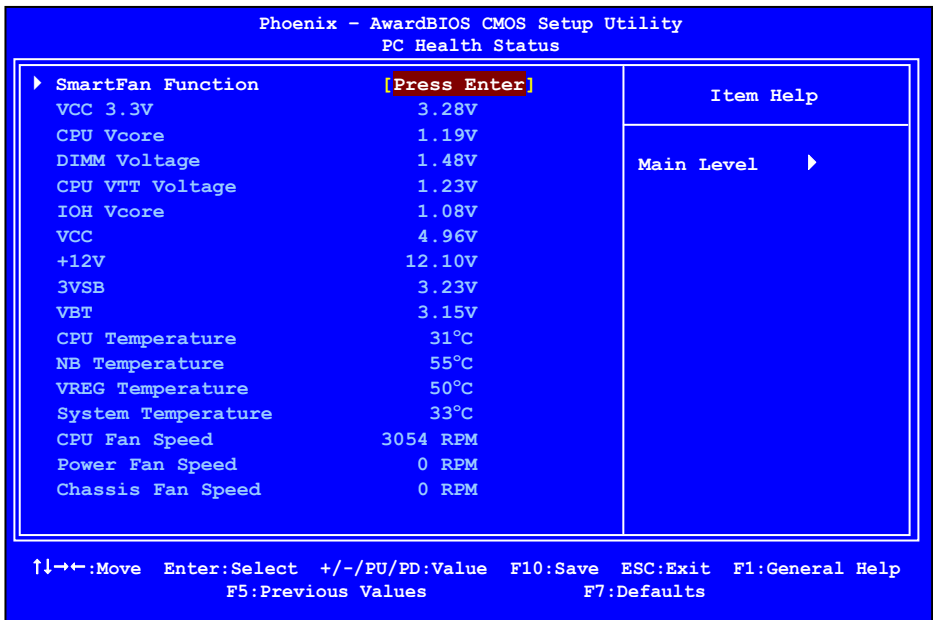 Phoenix – AwardBIOS CMOS Setup Utility
PC Health Status
SmartFan Function [Press Enter]
VCC 3.3V 3.28V
CPU Vcore 1.19V
DIMM Voltage 1.48V
CPU VTT Voltage 1.23V
IOH Vcore 1.08V
VCC 4.96V
+12V 12.10V
3VSB 3.23V
VBT 3.15V
CPU Temperature 31°C
NB Temperature 55°C
VREG Temperature 50°C
System Temperature 33°C
CPU Fan Speed 3054 RPM
Power Fan Speed 0 RPM
Chassis Fan Speed 0 RPM
Item Help
Main Level
↑↓→←:Move Enter:Select +/-/PU/PD:Value F10:Save ESC:Exit F1:General Help
F5:Previous Values F7:Defaults